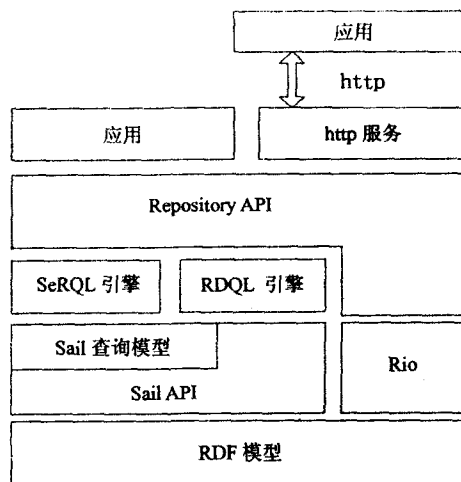 应用
http
应用
http 服务
Repository API
SeRQL 引擎
RDQL 引擎
Sail 查询模型
Rio
Sail API
RDF 模型